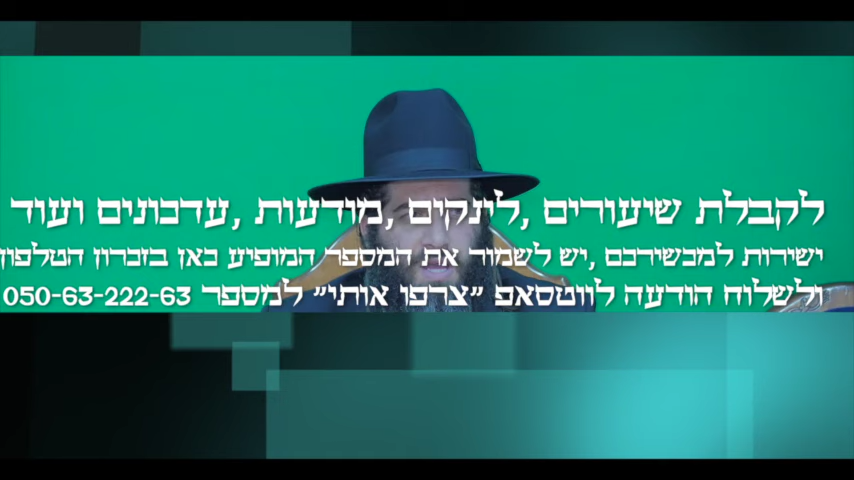 לקבלת שיעורים ,לינקים ,מודעות ,עדכונים ועוד
ישירות למכשירכם ,יש לשמור את המספר המופיע כאן בזכרון הטלפון
ולשלוח הודעה לווטסאפ "צרפו אותי" למספר 050-63-222-63